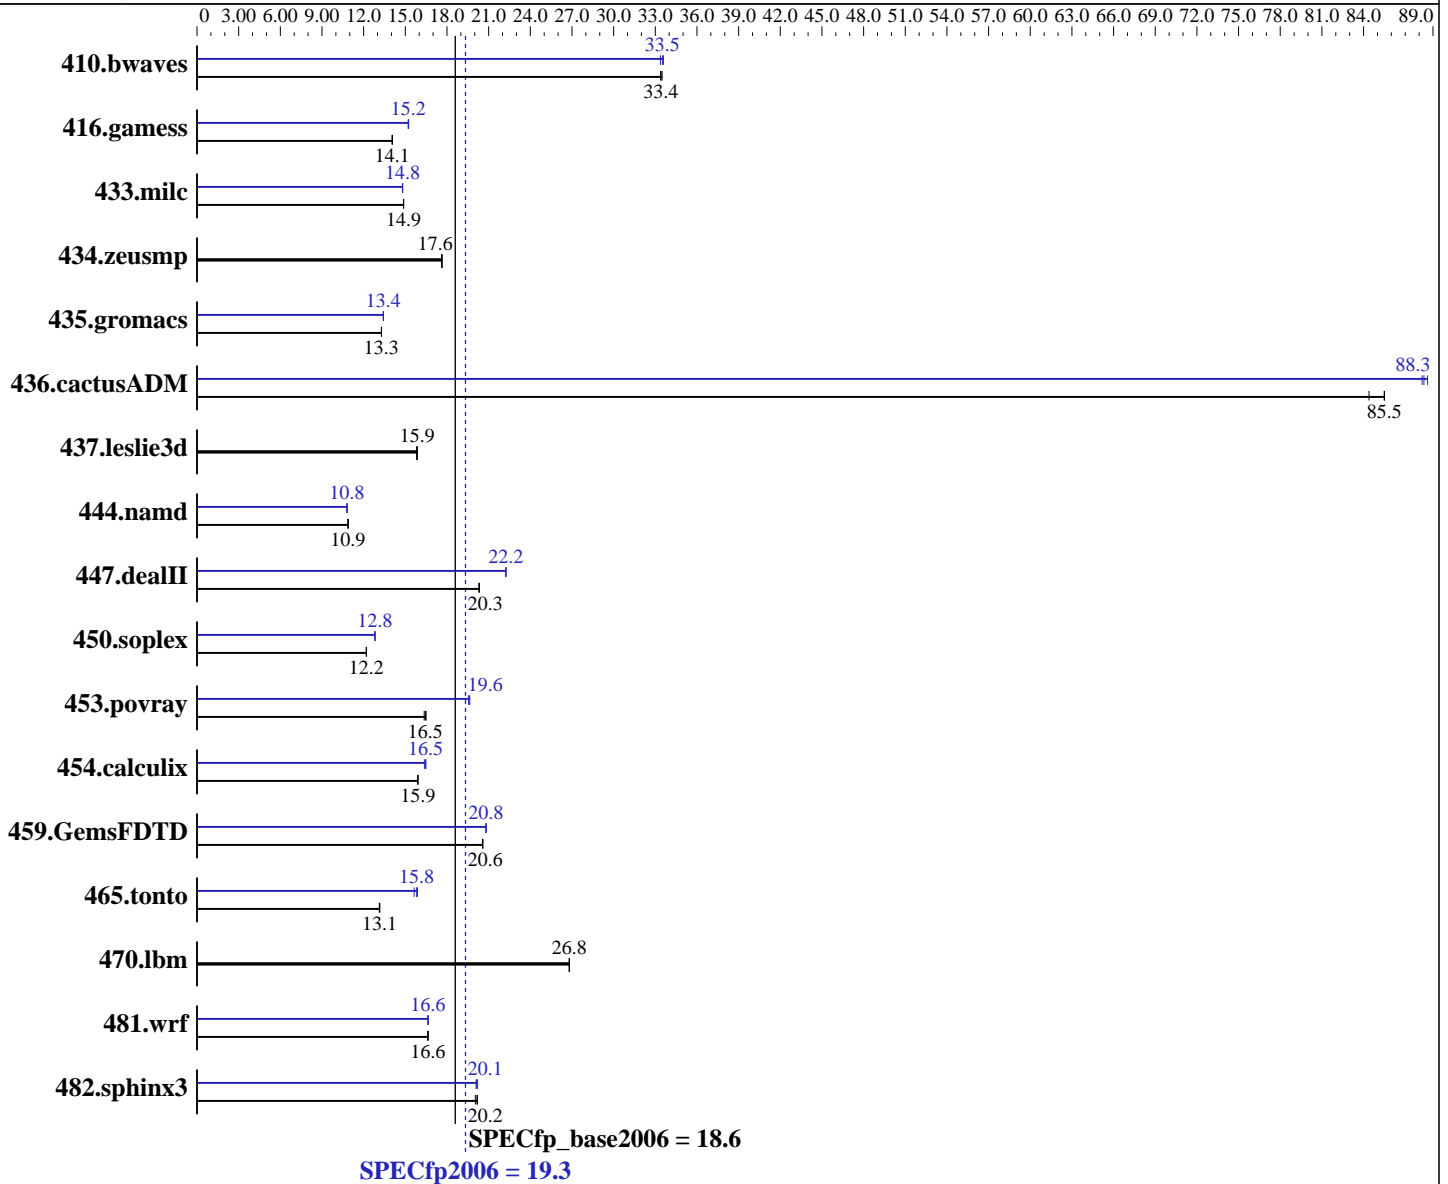 0 3.00 6.00 9.00 12.0 15.0 18.0 21.0 24.0 27.0 30.0 33.0 36.0 39.0 42.0 45.0 48.0 51.0 54.0 57.0 60.0 63.0 66.0 69.0 72.0 75.0 78.0 81.0 84.0 89.0
33.5
410.bwaves
33.4
15.2
416.gamess
14.1
14.8
433.milc
14.9
17.6
434.zeusmp
13.4
435.gromacs
13.3
88.3
436.cactusADM
85.5
15.9
437.leslie3d
10.8
444.namd
10.9
22.2
447.dealII
20.3
12.8
450.soplex
12.2
19.6
453.povray
16.5
16.5
454.calculix
15.9
20.8
459.GemsFDTD
20.6
15.8
465.tonto
13.1
26.8
470.lbm
16.6
481.wrf
16.6
20.1
482.sphinx3
20.2
SPECfp_base2006 = 18.6
SPECfp2006 = 19.3